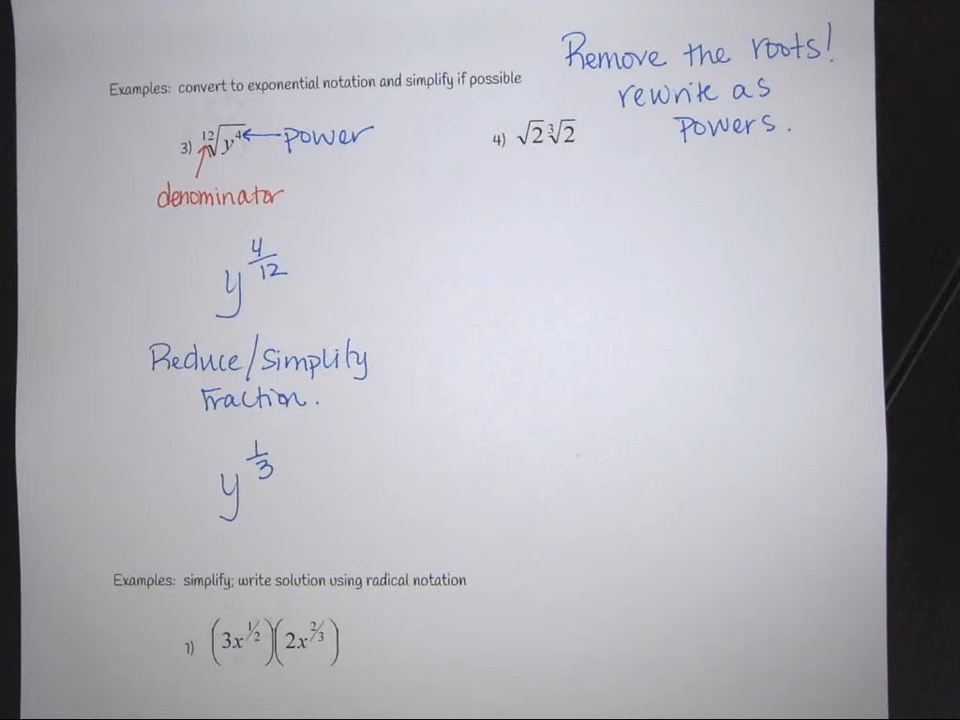 Remove the roots!
rewrite as
powers.
Examples: convert to exponential notation and simplify if possible
3) \sqrt[12]{y^4} ← power
4) √2 ∛2
denominator
y^{4/12}
Reduce/Simplify
Fraction.
y^{1/3}
Examples: simplify; write solution using radical notation
1) (3x^{1/2})(2x^{2/3})